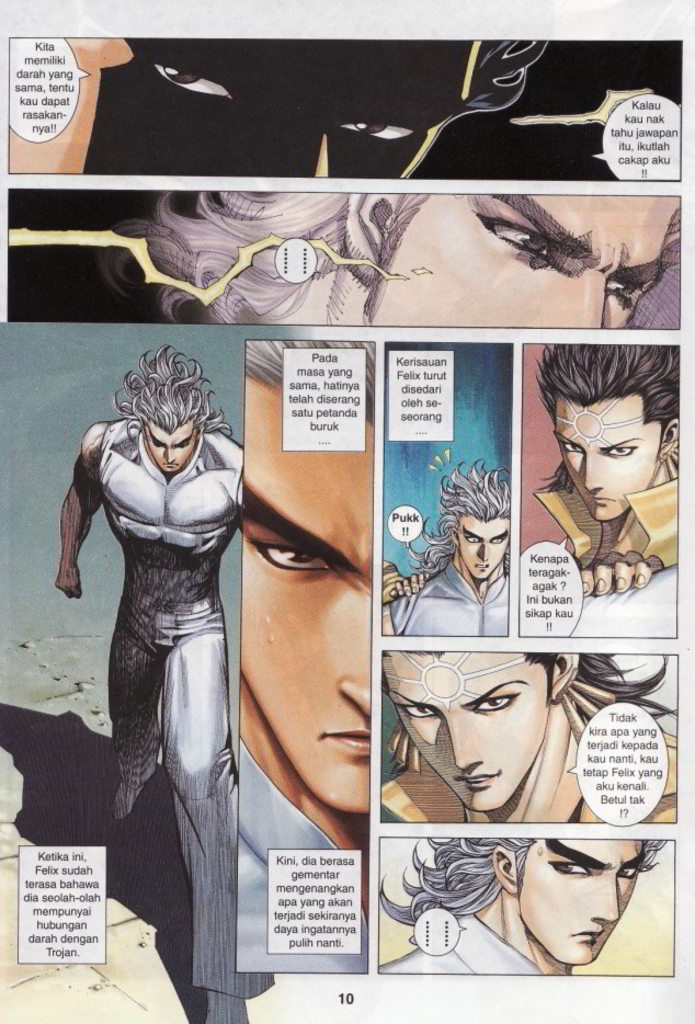 Kita
memiliki
darah yang
sama, tentu
kau dapat
rasakan-
nya!!
Kalau
kau nak
tahu jawapan
itu, ikutlah
cakap aku
!!
Pada
masa yang
sama, hatinya
telah diserang
satu petanda
buruk
....
Kerisauan
Felix turut
disedari
oleh se-
seorang
....
Pukk
!!
Kenapa
teragak-
agak ?
Ini bukan
sikap kau
!!
Tidak
kira apa yang
terjadi kepada
kau nanti, kau
tetap Felix yang
aku kenali.
Betul tak
!?
Ketika ini,
Felix sudah
terasa bahawa
dia seolah-olah
mempunyai
hubungan
darah dengan
Trojan.
Kini, dia berasa
gementar
mengenangkan
apa yang akan
terjadi sekiranya
daya ingatannya
pulih nanti.
10